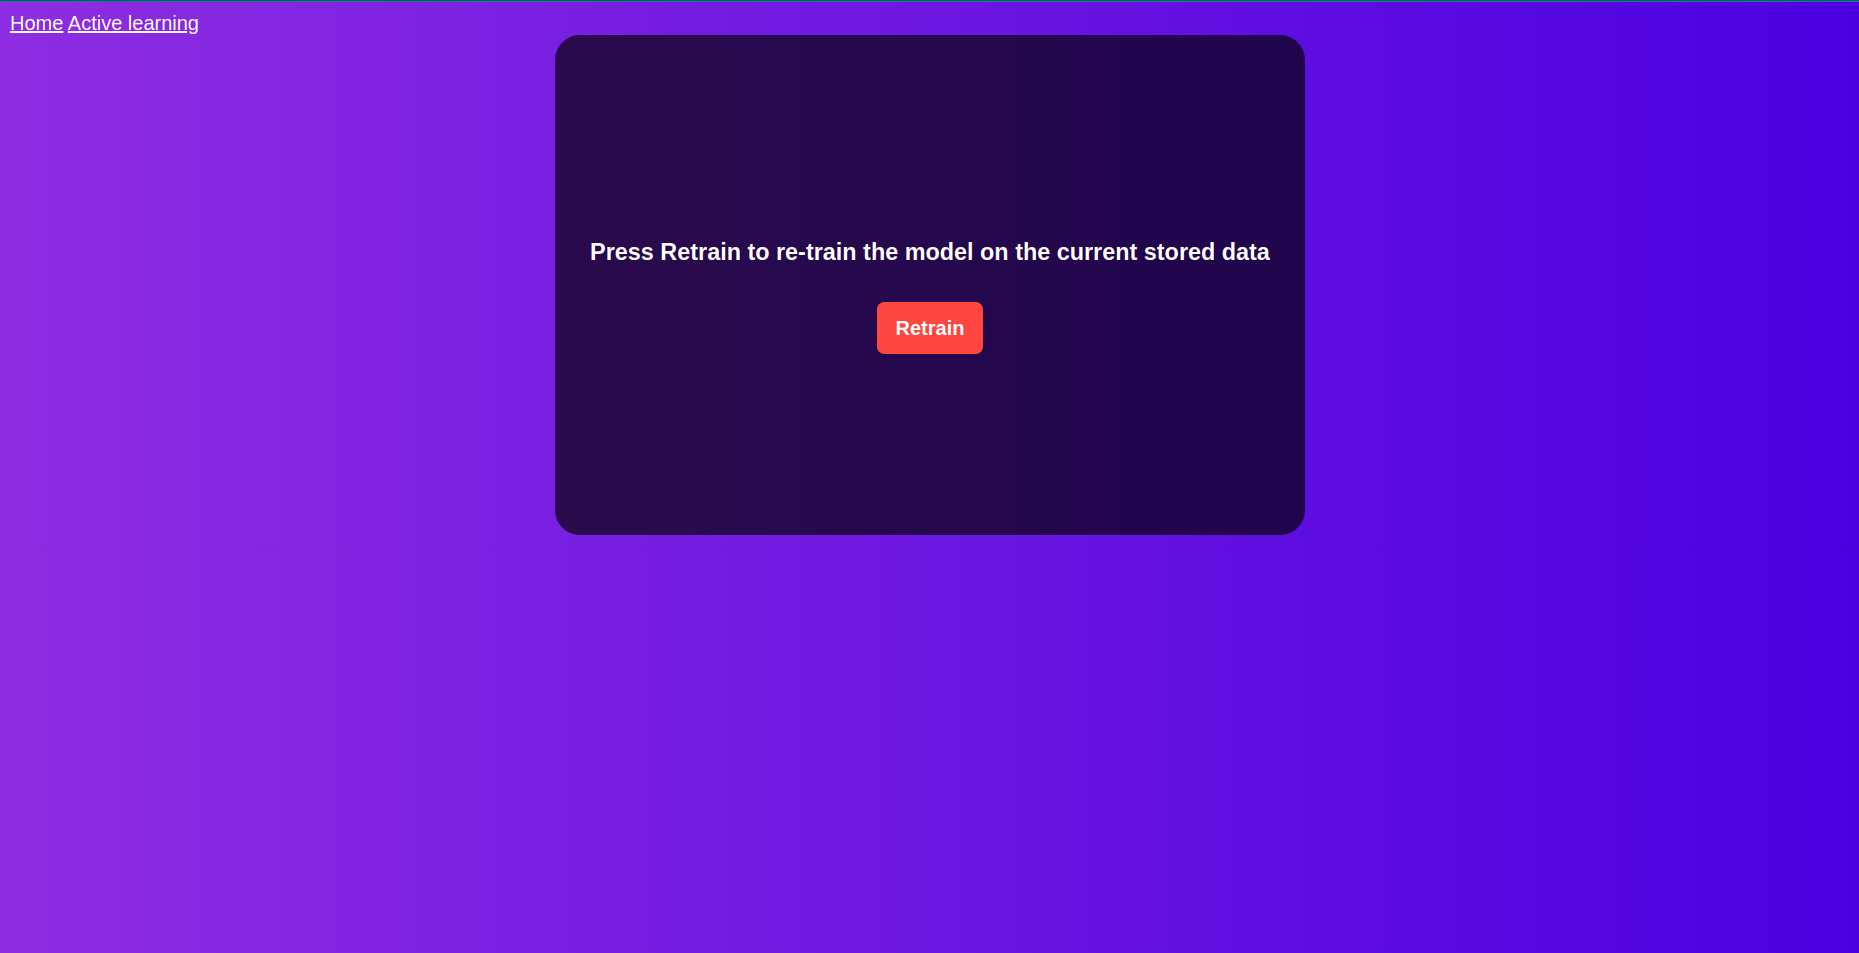 Home Active learning
Press Retrain to re-train the model on the current stored data
Retrain